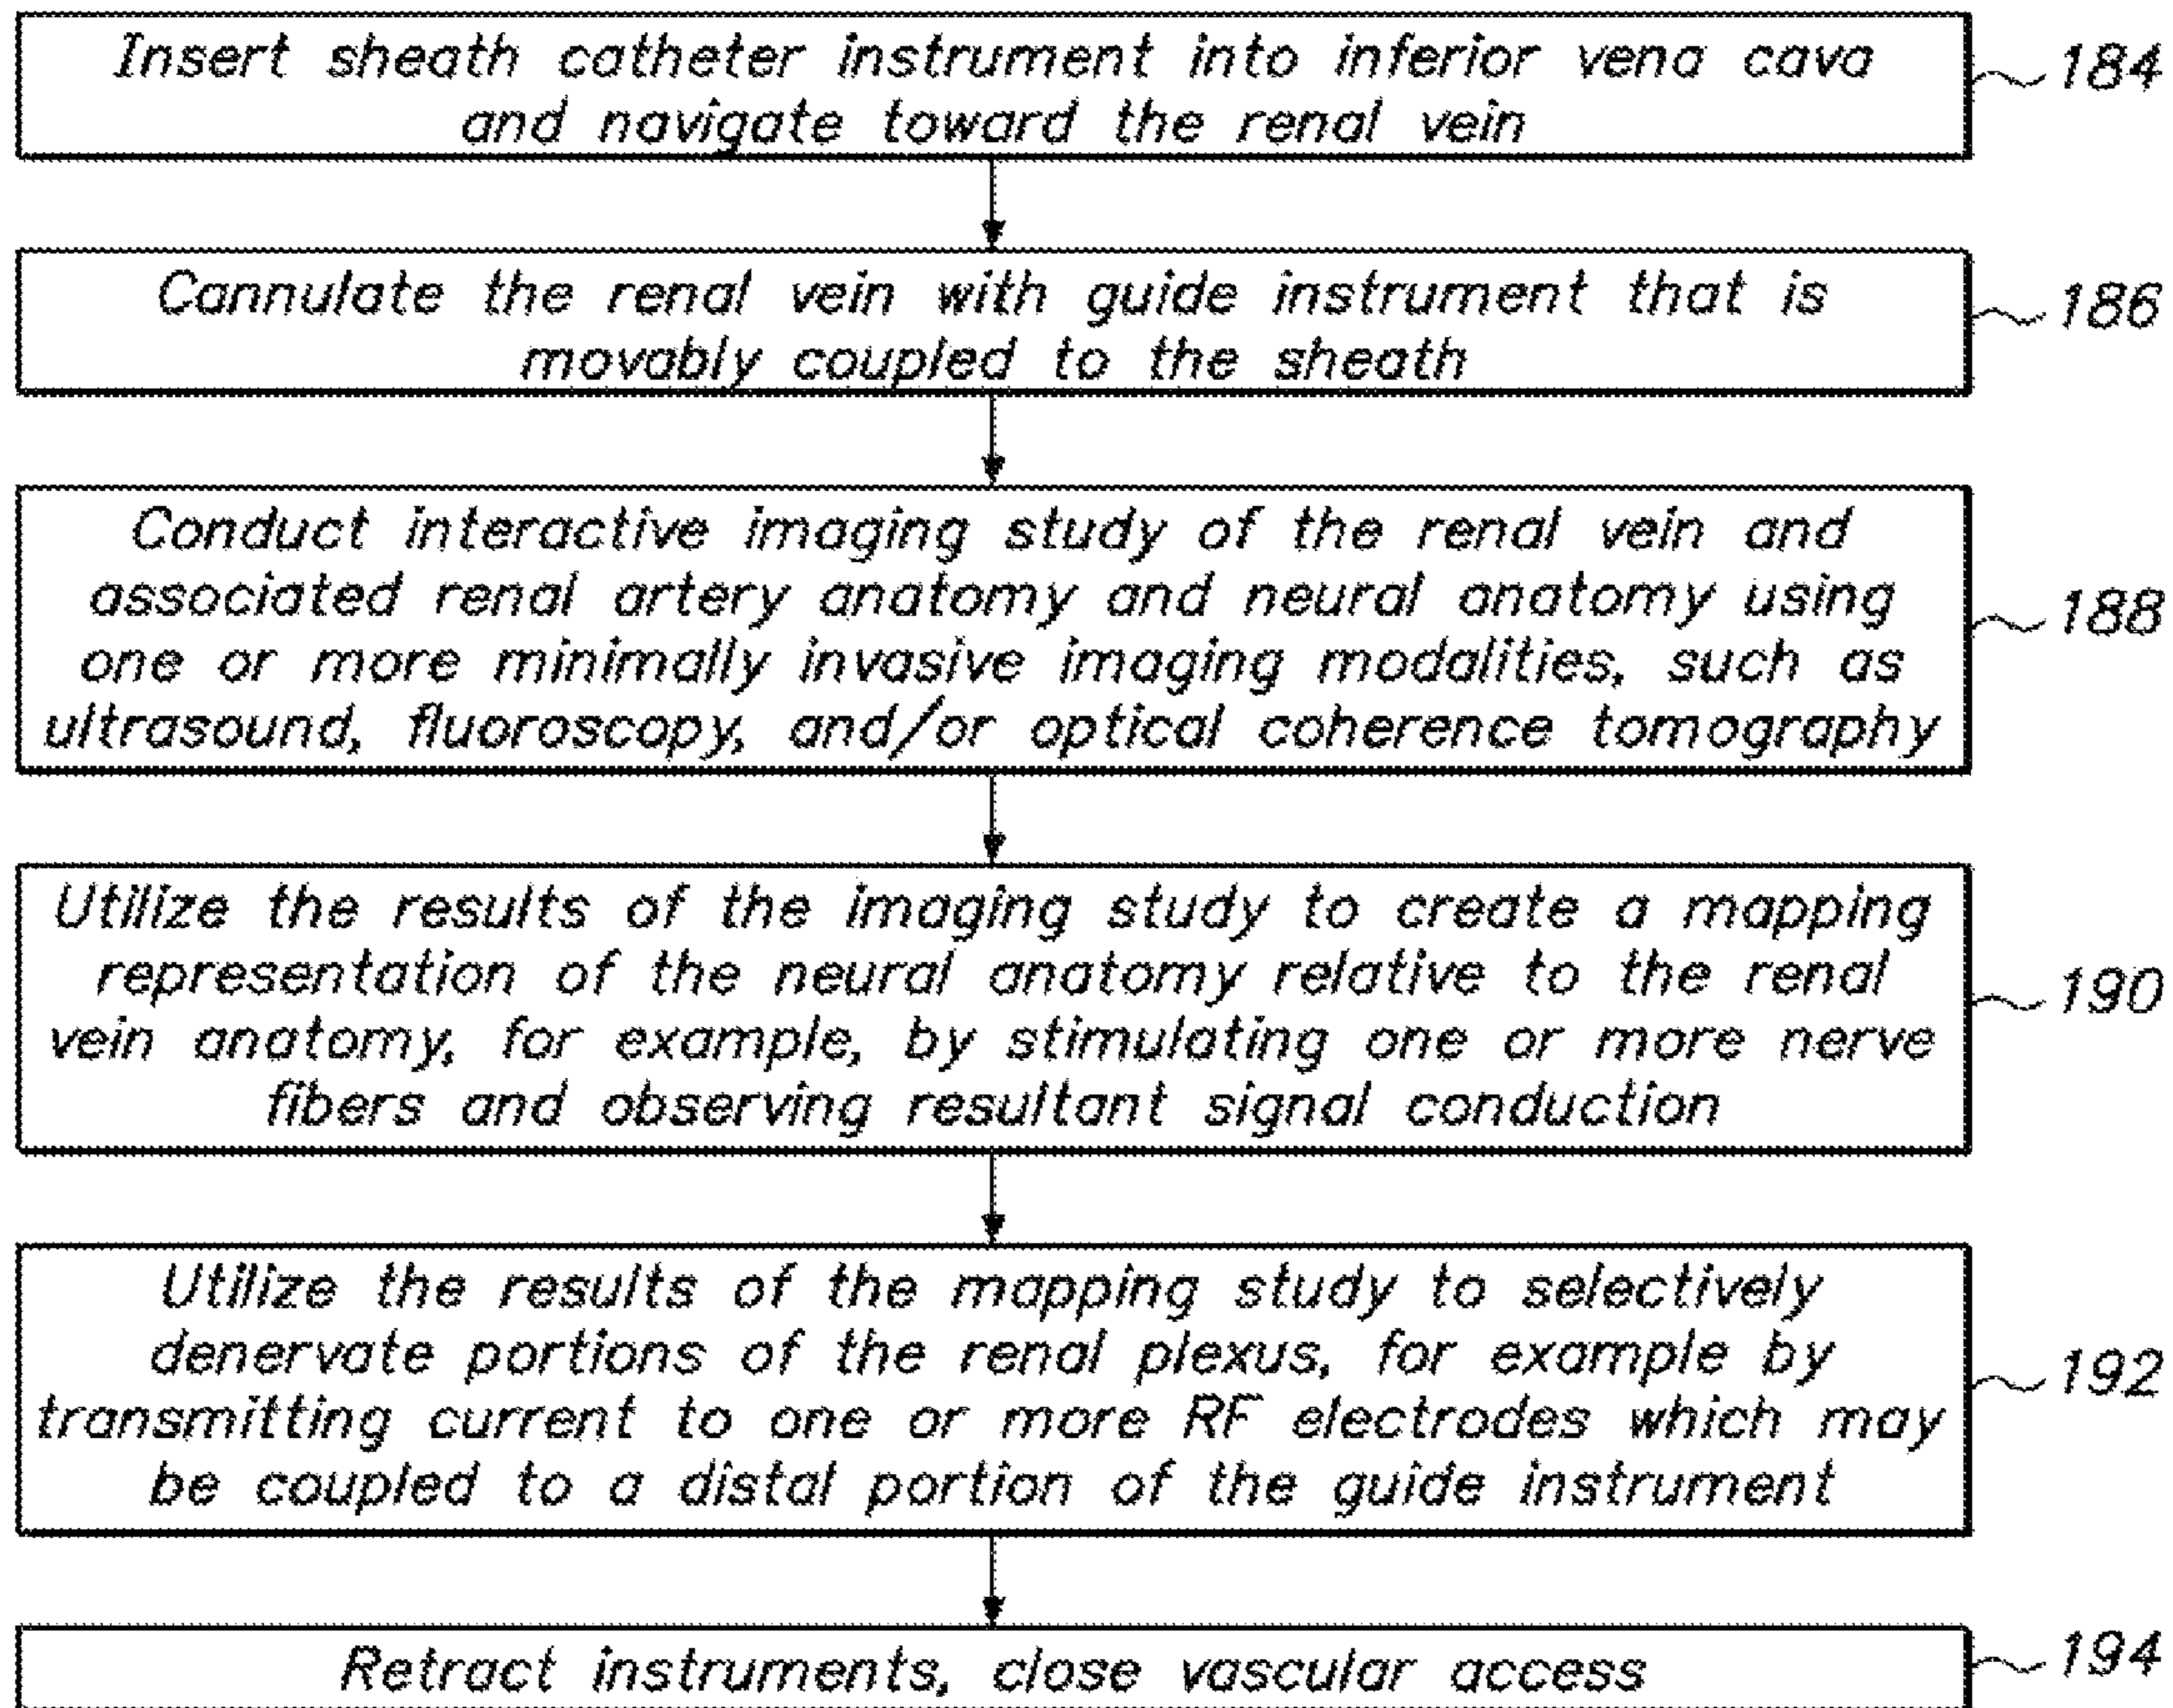 Insert sheath catheter instrument into inferior vena cava
and navigate toward the renal vein
184
Cannulate the renal vein with guide instrument that is
movably coupled to the sheath
186
Conduct interactive imaging study of the renal vein and
associated renal artery anatomy and neural anatomy using
one or more minimally invasive imaging modalities, such as
ultrasound, fluoroscopy, and/or optical coherence tomography
188
Utilize the results of the imaging study to create a mapping
representation of the neural anatomy relative to the renal
vein anatomy, for example, by stimulating one or more nerve
fibers and observing resultant signal conduction
190
Utilize the results of the mapping study to selectively
denervate portions of the renal plexus, for example by
transmitting current to one or more RF electrodes which may
be coupled to a distal portion of the guide instrument
192
Retract instruments, close vascular access
194